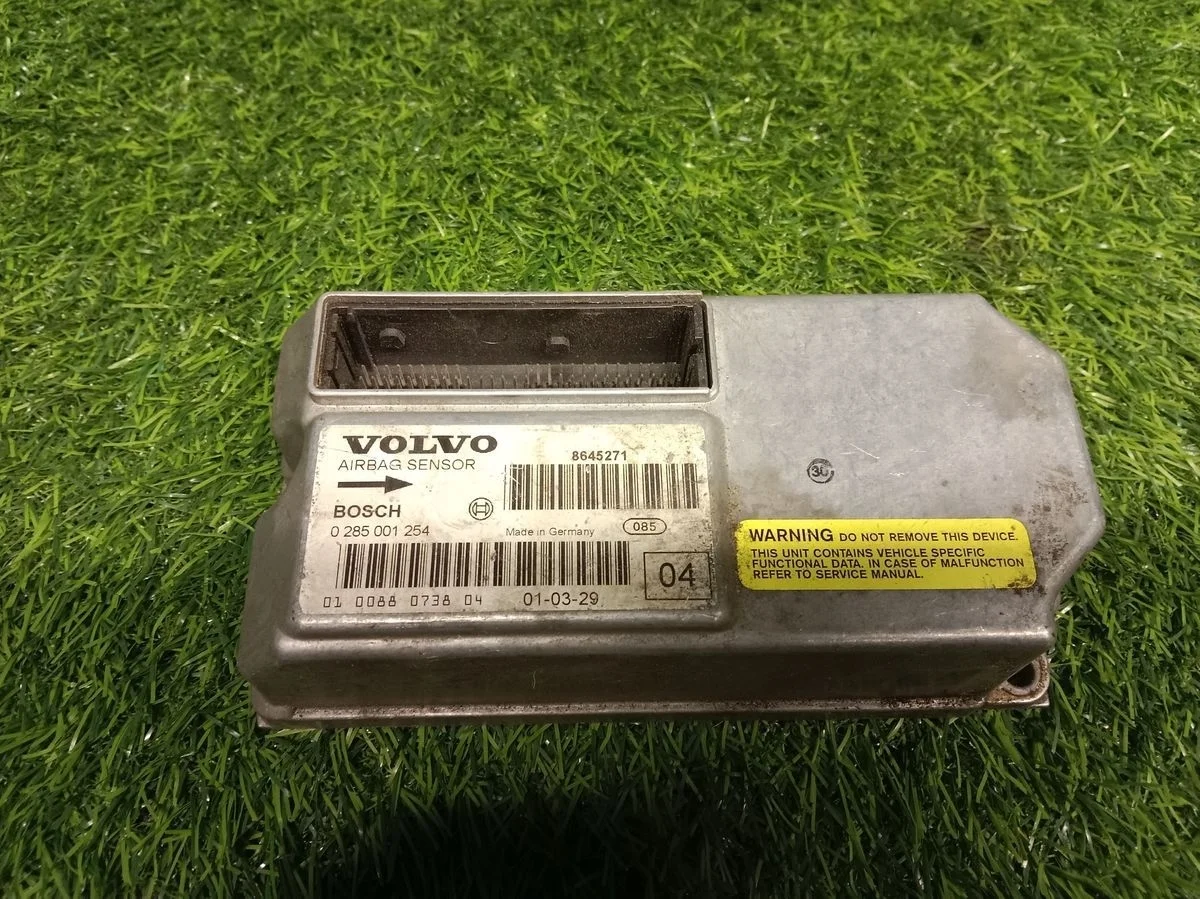 VOLVO
AIRBAG SENSOR
8645271
BOSCH
0 285 001 254
Made in Germany
085
01 0088 0738 04
01-03-29
04
30
WARNING DO NOT REMOVE THIS DEVICE.
THIS UNIT CONTAINS VEHICLE SPECIFIC
FUNCTIONAL DATA. IN CASE OF MALFUNCTION
REFER TO SERVICE MANUAL.